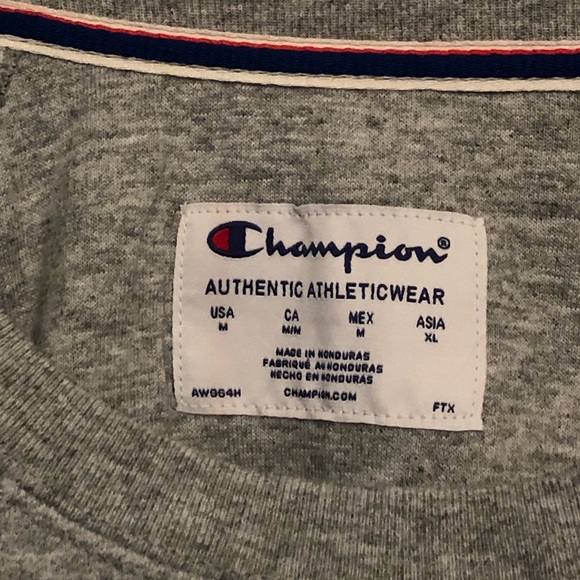 Champion®
AUTHENTIC ATHLETICWEAR
USA CA MEX ASIA
M M/M M XL
MADE IN HONDURAS
FABRIQUÉ AU HONDURAS
HECHO EN HONDURAS
AW964H CHAMPION.COM FTX